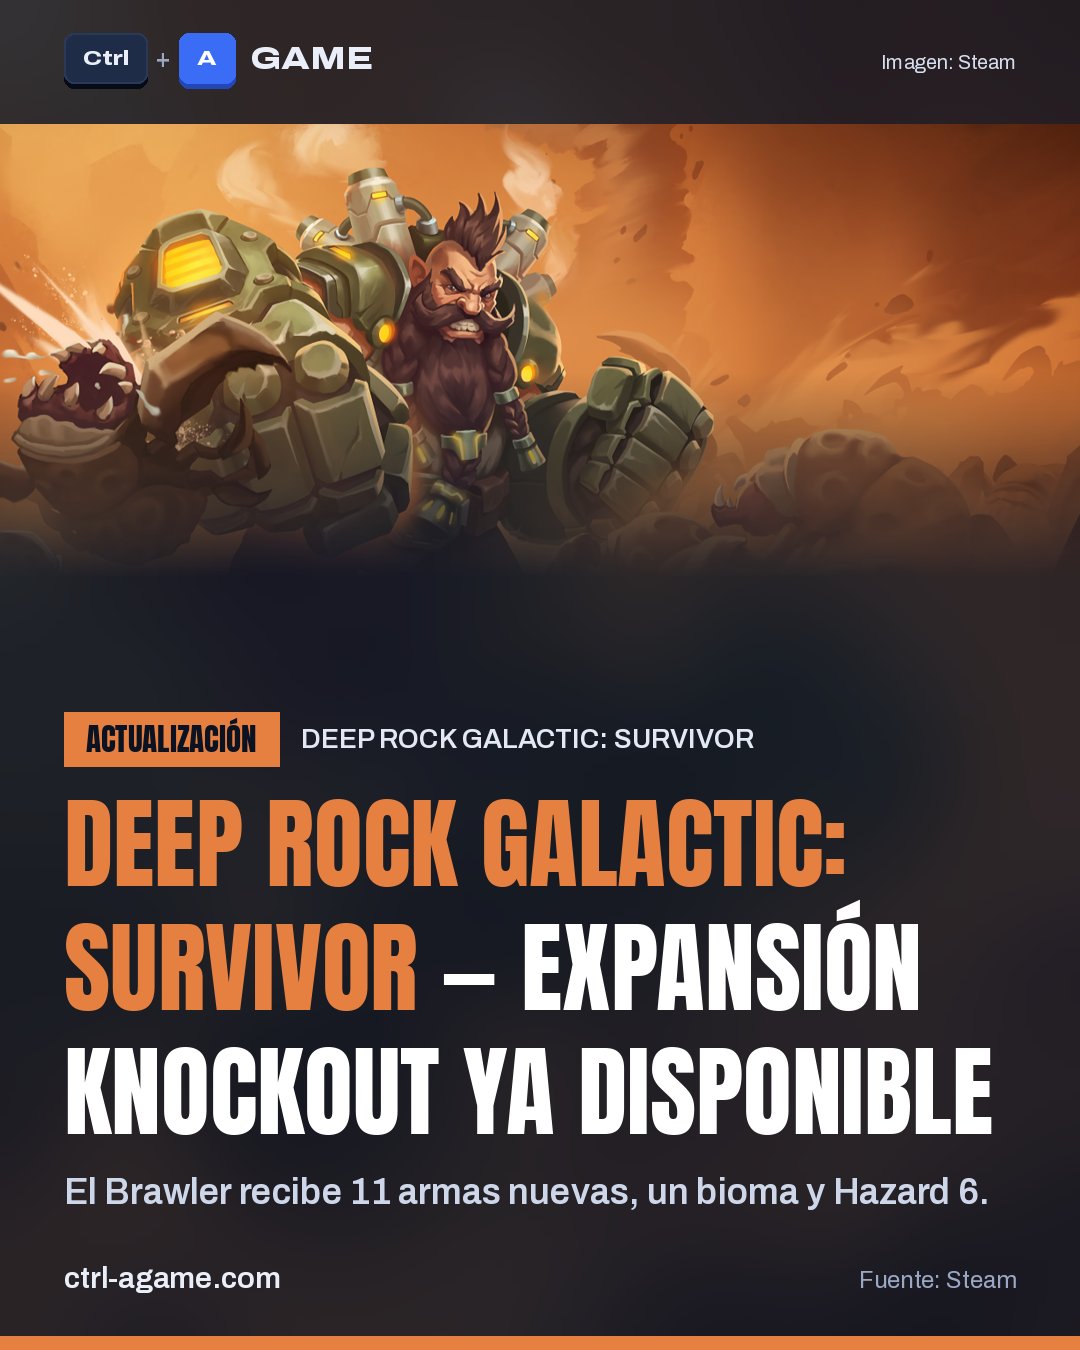 Ctrl + A GAME
Imagen: Steam
ACTUALIZACIÓN DEEP ROCK GALACTIC: SURVIVOR
DEEP ROCK GALACTIC:
SURVIVOR — EXPANSIÓN
KNOCKOUT YA DISPONIBLE
El Brawler recibe 11 armas nuevas, un bioma y Hazard 6.
ctrl-agame.com
Fuente: Steam